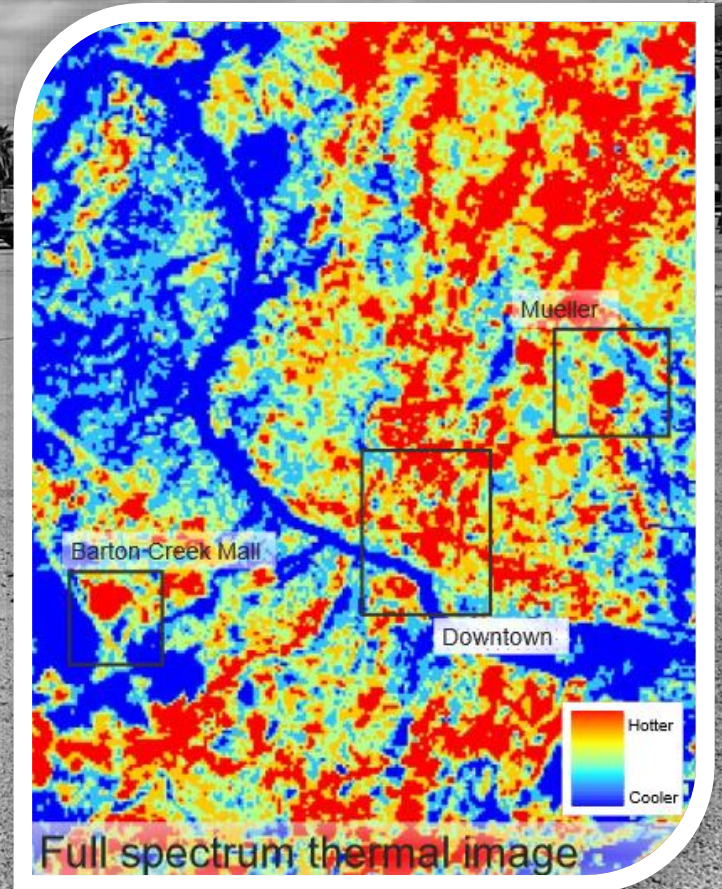 Mueller
Barton Creek Mall
Downtown
Hotter
Cooler
Full spectrum thermal image